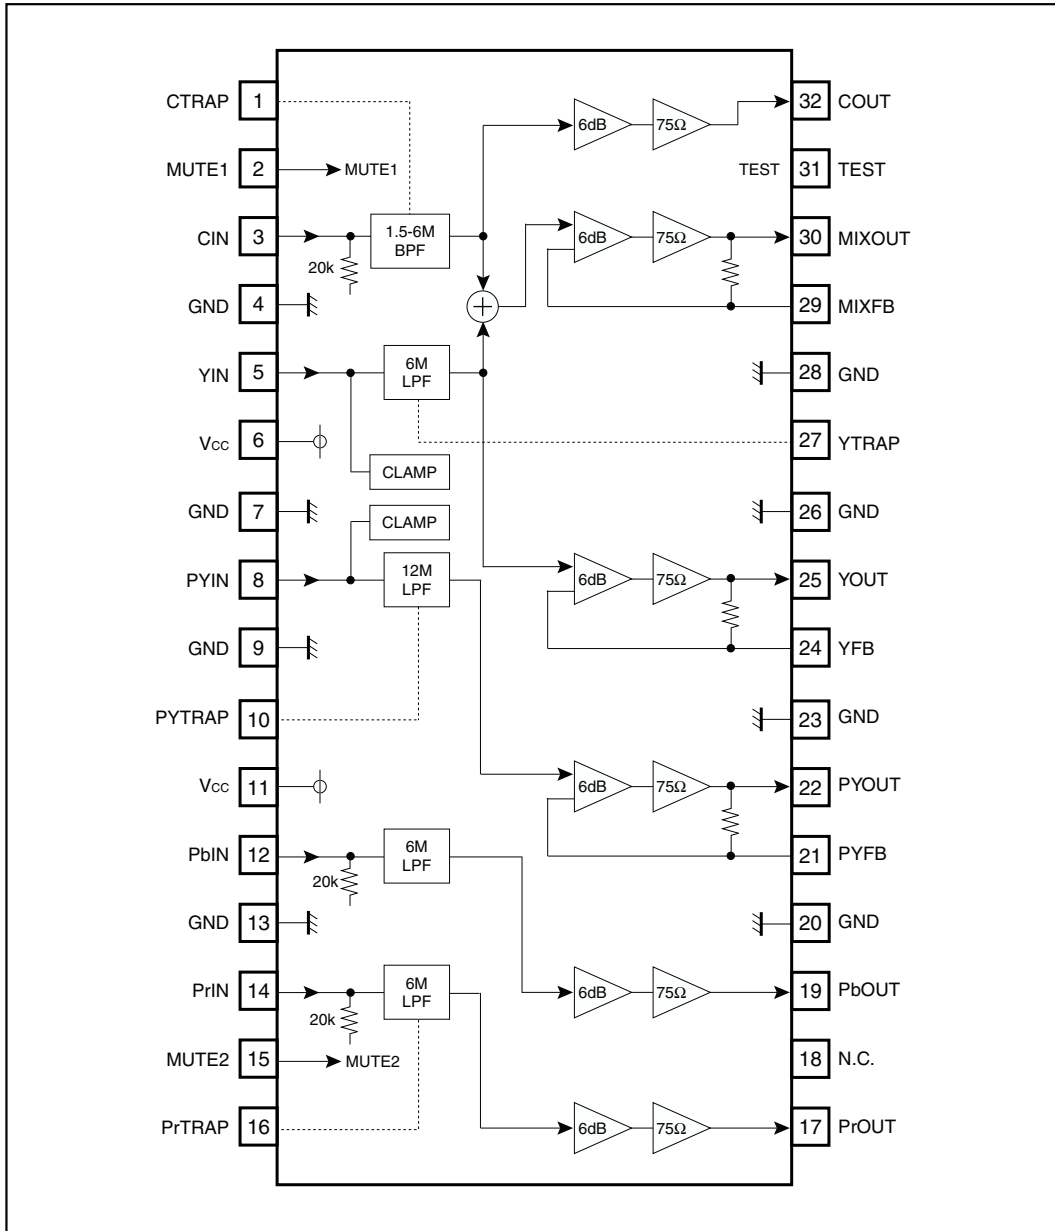 CTRAP 1
MUTE1 2 MUTE1
CIN 3
20k
1.5-6M
BPF
GND 4
YIN 5
6M
LPF
Vcc 6
CLAMP
GND 7
CLAMP
PYIN 8
12M
LPF
GND 9
PYTRAP 10
Vcc 11
PbIN 12
20k
6M
LPF
GND 13
PrIN 14
20k
6M
LPF
MUTE2 15 MUTE2
PrTRAP 16
6dB 75Ω
32 COUT
TEST 31 TEST
6dB 75Ω
30 MIXOUT
+
29 MIXFB
28 GND
27 YTRAP
26 GND
6dB 75Ω
25 YOUT
24 YFB
23 GND
6dB 75Ω
22 PYOUT
21 PYFB
20 GND
6dB 75Ω
19 PbOUT
18 N.C.
6dB 75Ω
17 PrOUT